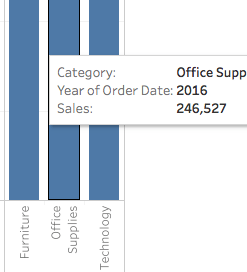 Category: Office Supp
Year of Order Date: 2016
Sales: 246,527
Furniture
Office
Supplies
Technology